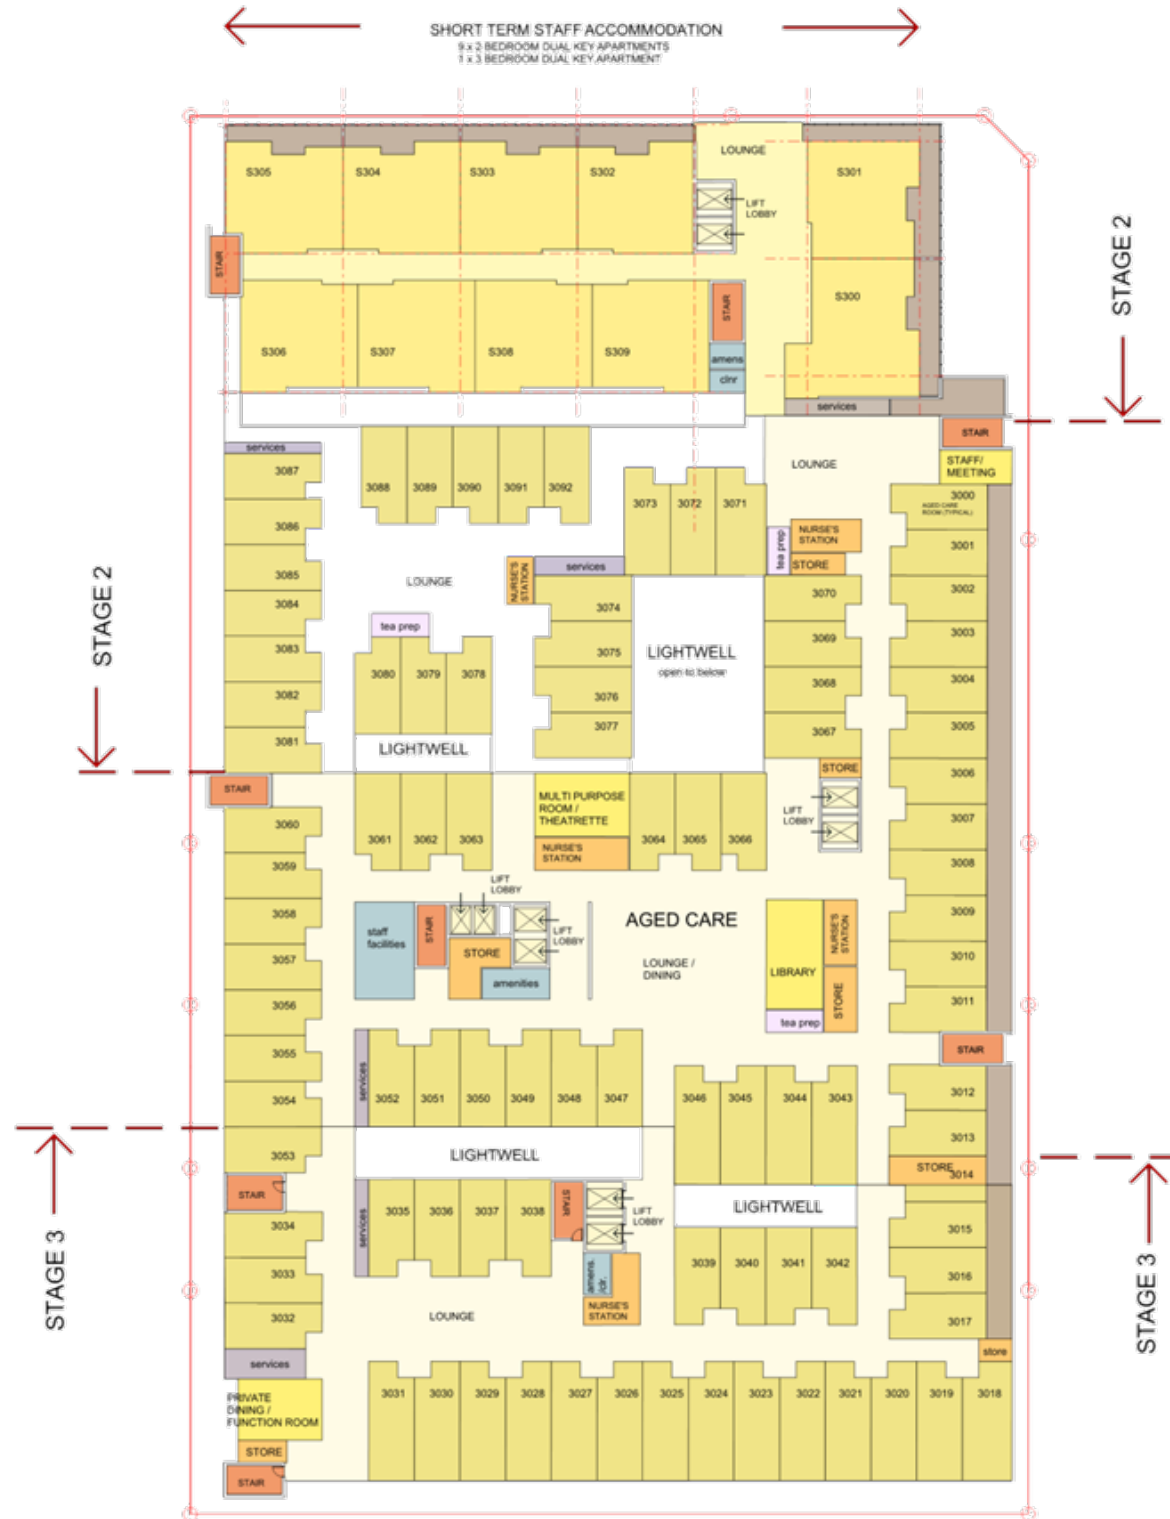 SHORT TERM STAFF ACCOMMODATION
9 x 2 BEDROOM DUAL KEY APARTMENTS
1 x 3 BEDROOM DUAL KEY APARTMENT
LOUNGE
S305
S304
S303
S302
S301
LIFT
LOBBY
STAIR
STAGE 2
S300
STAIR
S306
S307
S308
S309
amens
clnr
services
STAIR
services
LOUNGE
STAFF/
MEETING
3087
3088
3089
3090
3091
3092
3073
3072
3071
3000
AGED CARE
ROOM (TYPICAL)
3086
NURSE'S
STATION
tea prep
STORE
3001
services
NURSE'S
STATION
LOUNGE
3085
3084
3074
3070
3002
STAGE 2
tea prep
3083
3075
LIGHTWELL
open to below
3069
3003
3080
3079
3078
3082
3076
3068
3004
3077
3067
3005
3081
LIGHTWELL
STORE
3006
STAIR
MULTI PURPOSE
ROOM /
THEATRETTE
LIFT
LOBBY
3060
3061
3062
3063
NURSE'S
STATION
3064
3065
3066
3007
3059
3008
LIFT
LOBBY
3058
staff
facilities
STAIR
STORE
LIFT
LOBBY
AGED CARE
NURSE'S
STATION
3009
3057
LOUNGE /
DINING
LIBRARY
3010
amenities
STORE
3056
3011
tea prep
STAIR
3055
services
3054
3052
3051
3050
3049
3048
3047
3046
3045
3044
3043
3012
3013
3053
LIGHTWELL
STORE
3014
STAIR
services
3035
3036
3037
3038
STAIR
LIFT
LOBBY
LIGHTWELL
3034
3015
STAGE 3
3033
3039
3040
3041
3042
3016
amens.
/clr.
STAGE 3
3032
LOUNGE
NURSE'S
STATION
3017
store
services
PRIVATE
DINING /
FUNCTION ROOM
3031
3030
3029
3028
3027
3026
3025
3024
3023
3022
3021
3020
3019
3018
STORE
STAIR